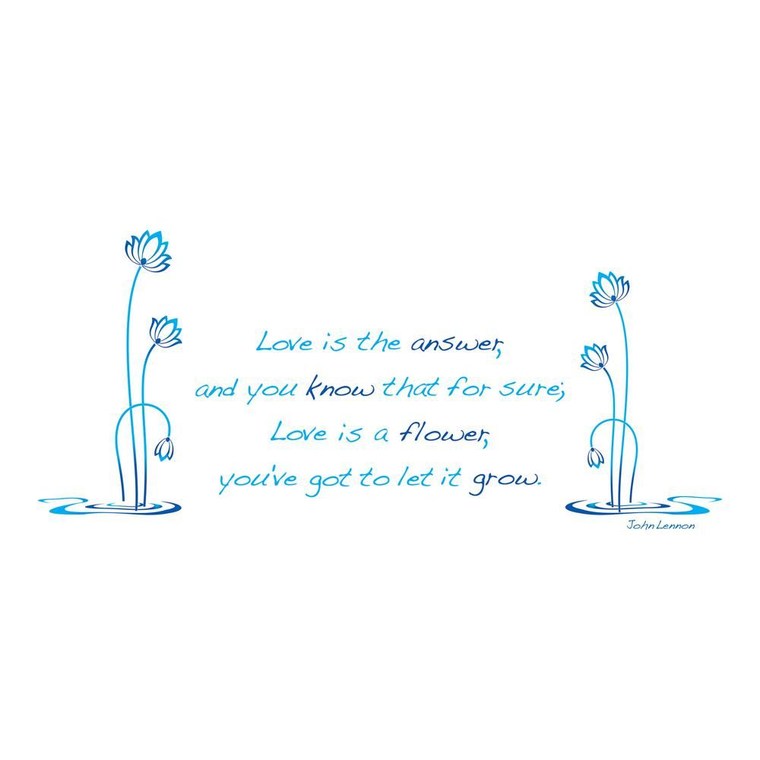 Love is the answer,
and you know that for sure;
Love is a flower,
you've got to let it grow.
John Lennon